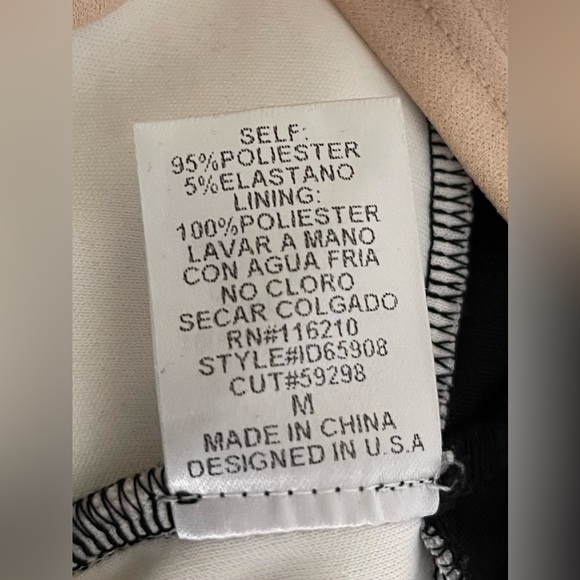 SELF:
95%POLIESTER
5%ELASTANO
LINING:
100%POLIESTER
LAVAR A MANO
CON AGUA FRIA
NO CLORO
SECAR COLGADO
RN#116210
STYLE#ID65908
CUT#59298
M
MADE IN CHINA
DESIGNED IN U.S.A